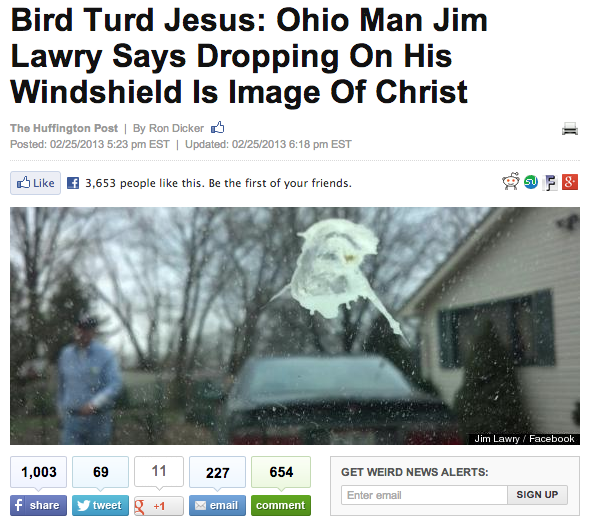 Bird Turd Jesus: Ohio Man Jim
Lawry Says Dropping On His
Windshield Is Image Of Christ
The Huffington Post | By Ron Dicker
Posted: 02/25/2013 5:23 pm EST | Updated: 02/25/2013 6:18 pm EST
Like f 3,653 people like this. Be the first of your friends.
Jim Lawry / Facebook
1,003 69 11 227 654
f share tweet g +1 email comment
GET WEIRD NEWS ALERTS:
Enter email SIGN UP